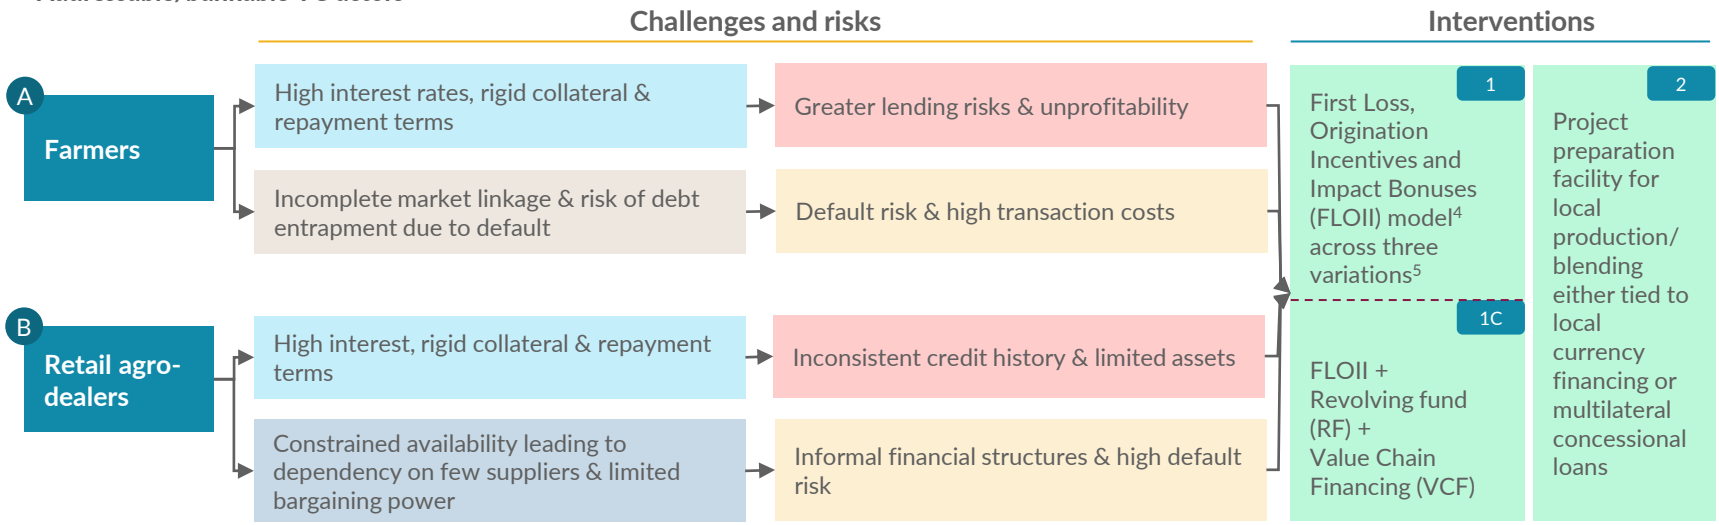 Challenges and risks
Interventions
A
Farmers
High interest rates, rigid collateral &
repayment terms
Greater lending risks & unprofitability
Incomplete market linkage & risk of debt
entrapment due to default
Default risk & high transaction costs
B
Retail agro-
dealers
High interest, rigid collateral & repayment
terms
Inconsistent credit history & limited assets
Constrained availability leading to
dependency on few suppliers & limited
bargaining power
Informal financial structures & high default
risk
1
First Loss,
Origination
Incentives and
Impact Bonuses
(FLOII) model⁴
across three
variations⁵
1C
FLOII +
Revolving fund
(RF) +
Value Chain
Financing (VCF)
2
Project
preparation
facility for
local
production/
blending
either tied to
local
currency
financing or
multilateral
concessional
loans